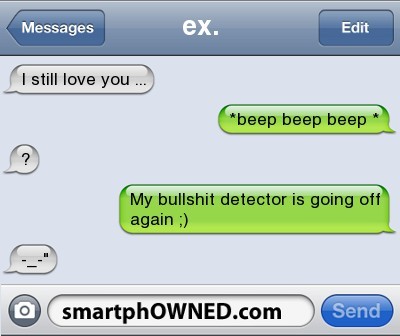 Messages
ex.
Edit
I still love you ...
*beep beep beep *
?
My bullshit detector is going off
again ;)
-_-"
smartphOWNED.com
Send